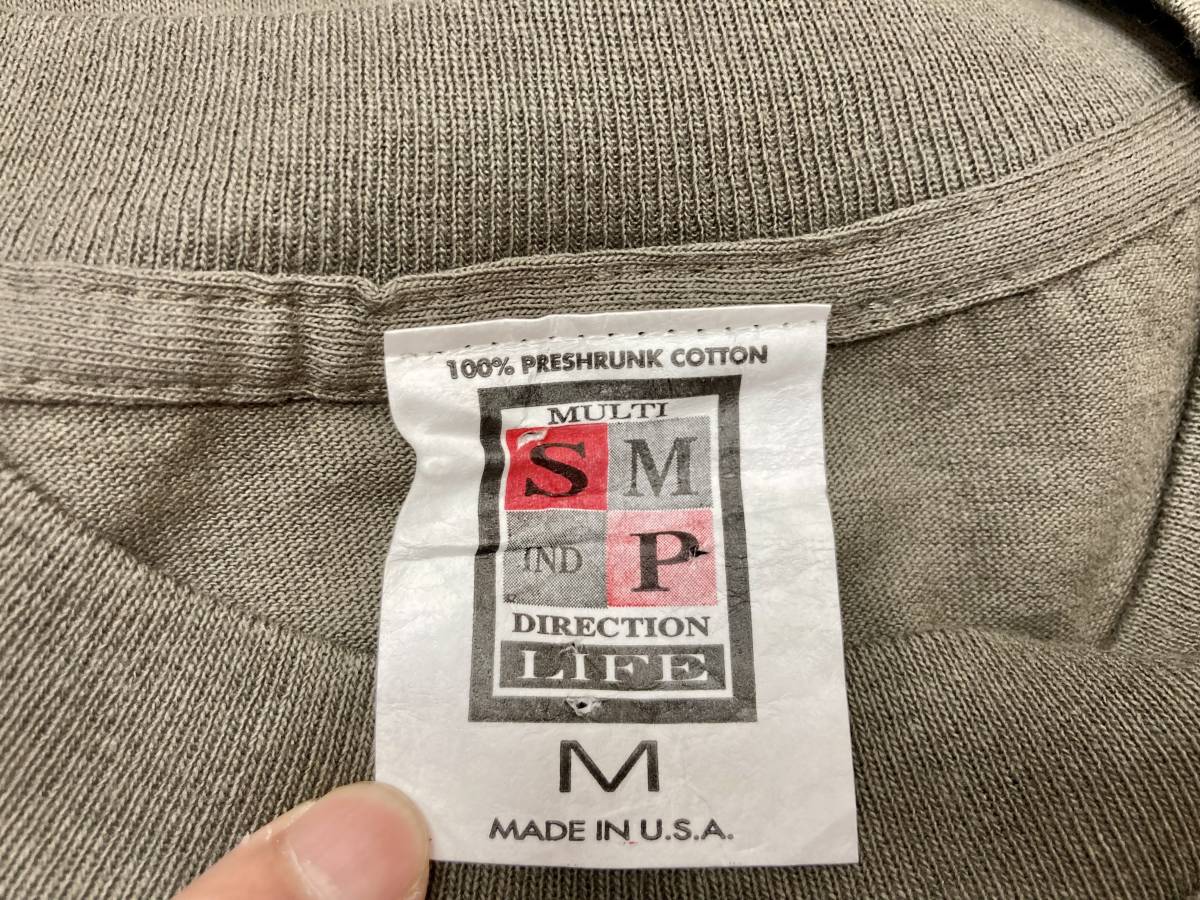 100% PRESHRUNK COTTON
MULTI
S M
IND P
DIRECTION
LIFE
M
MADE IN U.S.A.